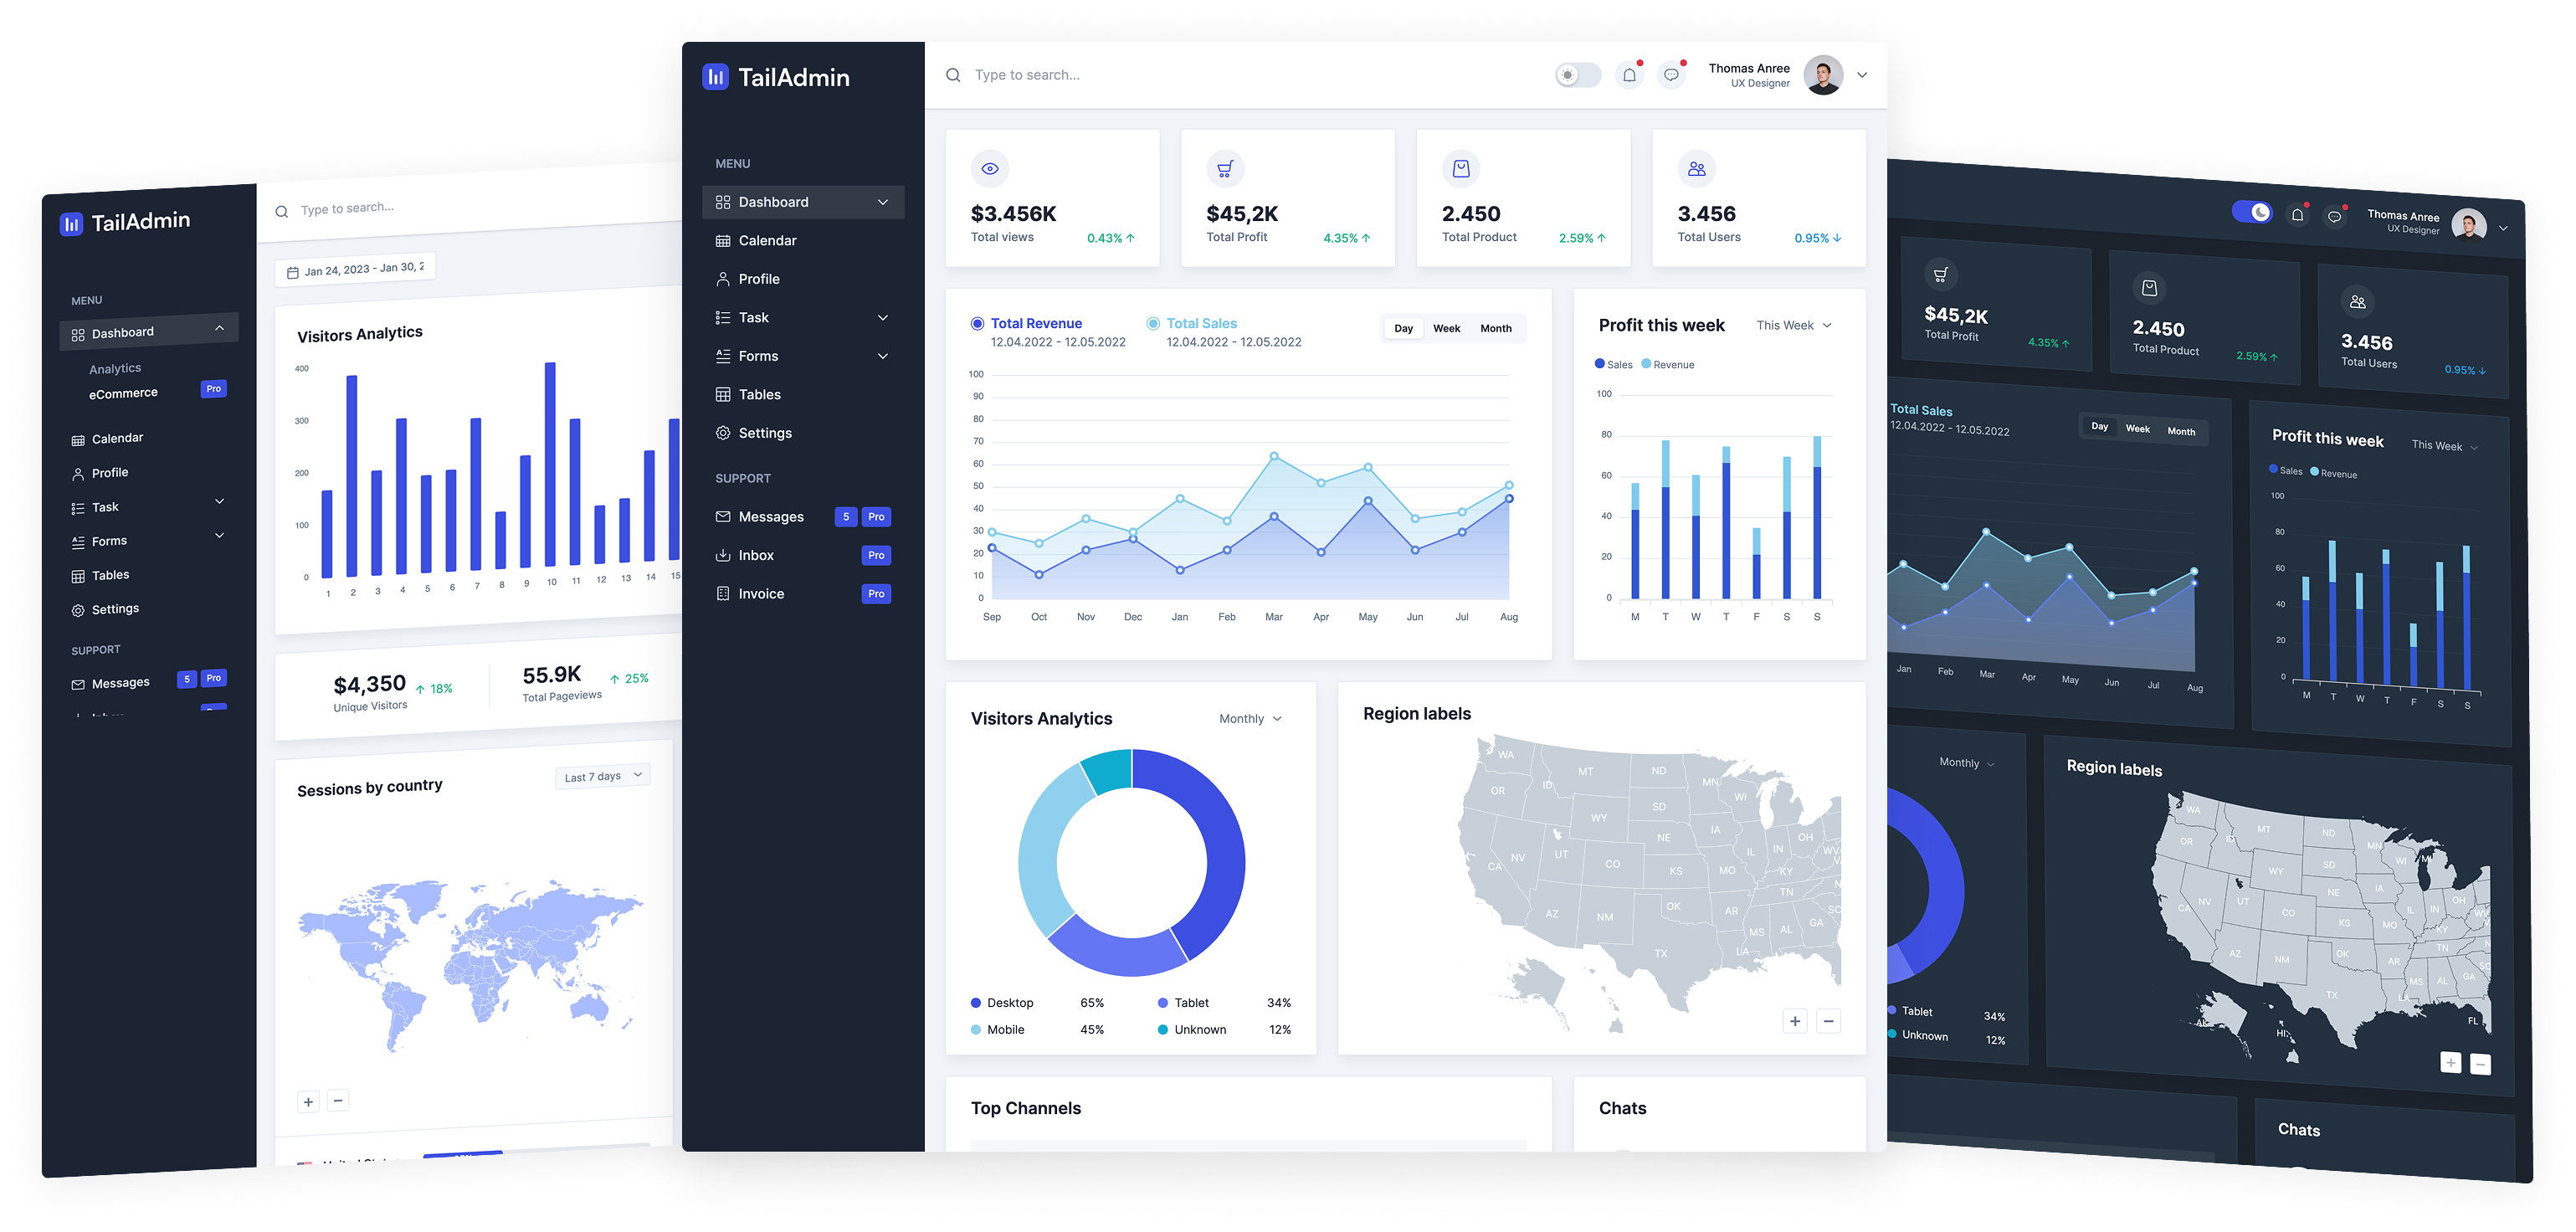 TailAdmin
Type to search...
MENU
Dashboard
Analytics
eCommerce Pro
Calendar
Profile
Task
Forms
Tables
Settings
SUPPORT
Messages 5 Pro
Jan 24, 2023 - Jan 30, 2
Visitors Analytics
400
300
200
100
0
1 2 3 4 5 6 7 8 9 10 11 12 13 14 15
$4,350 18%
Unique Visitors
55.9K 25%
Total Pageviews
Sessions by country
Last 7 days
+ −
TailAdmin
MENU
Dashboard
Calendar
Profile
Task
Forms
Tables
Settings
SUPPORT
Messages 5 Pro
Inbox Pro
Invoice Pro
Type to search...
Thomas Anree
UX Designer
$3.456K
Total views 0.43%
$45,2K
Total Profit 4.35%
2.450
Total Product 2.59%
3.456
Total Users 0.95%
Total Revenue
12.04.2022 - 12.05.2022
Total Sales
12.04.2022 - 12.05.2022
Day Week Month
100
90
80
70
60
50
40
30
20
10
0
Sep Oct Nov Dec Jan Feb Mar Apr May Jun Jul Aug
Profit this week
This Week
Sales Revenue
100
80
60
40
20
0
M T W T F S S
Visitors Analytics
Monthly
Desktop 65%
Tablet 34%
Mobile 45%
Unknown 12%
Region labels
WA MT ND MN
OR ID SD WI
WY IA OH
NV UT NE IL IN WV
CA CO KS MO KY
AZ NM OK AR TN SC
TX LA MS AL GA
+ −
Top Channels
Chats
Thomas Anree
UX Designer
$45,2K
Total Profit 4.35%
2.450
Total Product 2.59%
3.456
Total Users 0.95%
Total Sales
12.04.2022 - 12.05.2022
Day Week Month
Jan Feb Mar Apr May Jun Jul Aug
Profit this week
This Week
Sales Revenue
100
80
60
40
20
0
M T W T F S S
Monthly
Tablet 34%
Unknown 12%
Region labels
WA MT ND MN
OR ID SD WI
WY IA OH
NV UT NE IL IN WV
CA CO KS MO KY
AZ NM OK AR TN SC
TX MS AL GA
HI FL
+ −
Chats